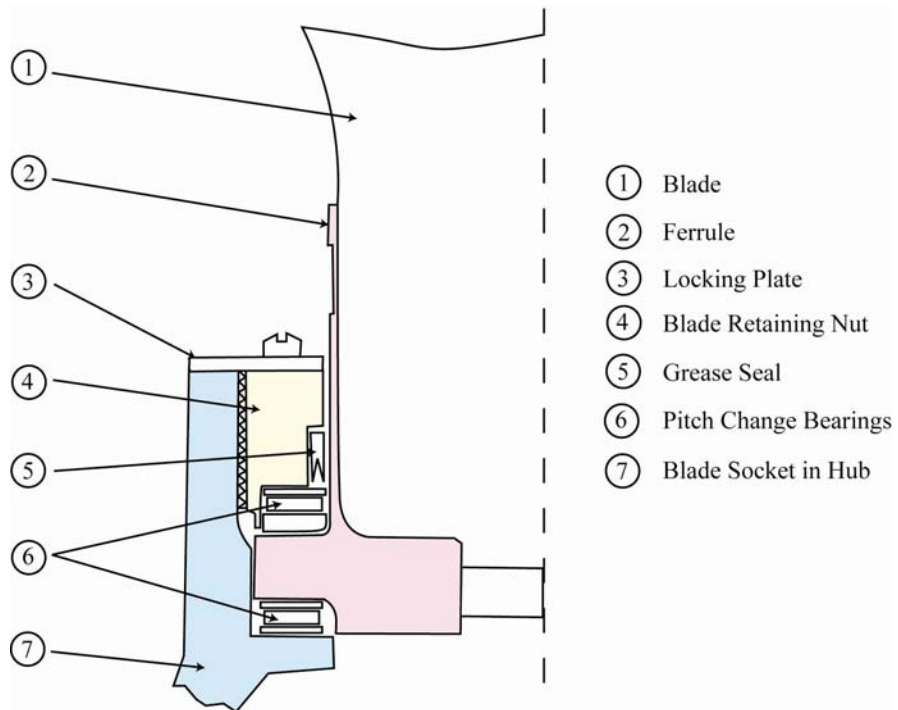 1
2
3
4
5
6
7
1 Blade
2 Ferrule
3 Locking Plate
4 Blade Retaining Nut
5 Grease Seal
6 Pitch Change Bearings
7 Blade Socket in Hub